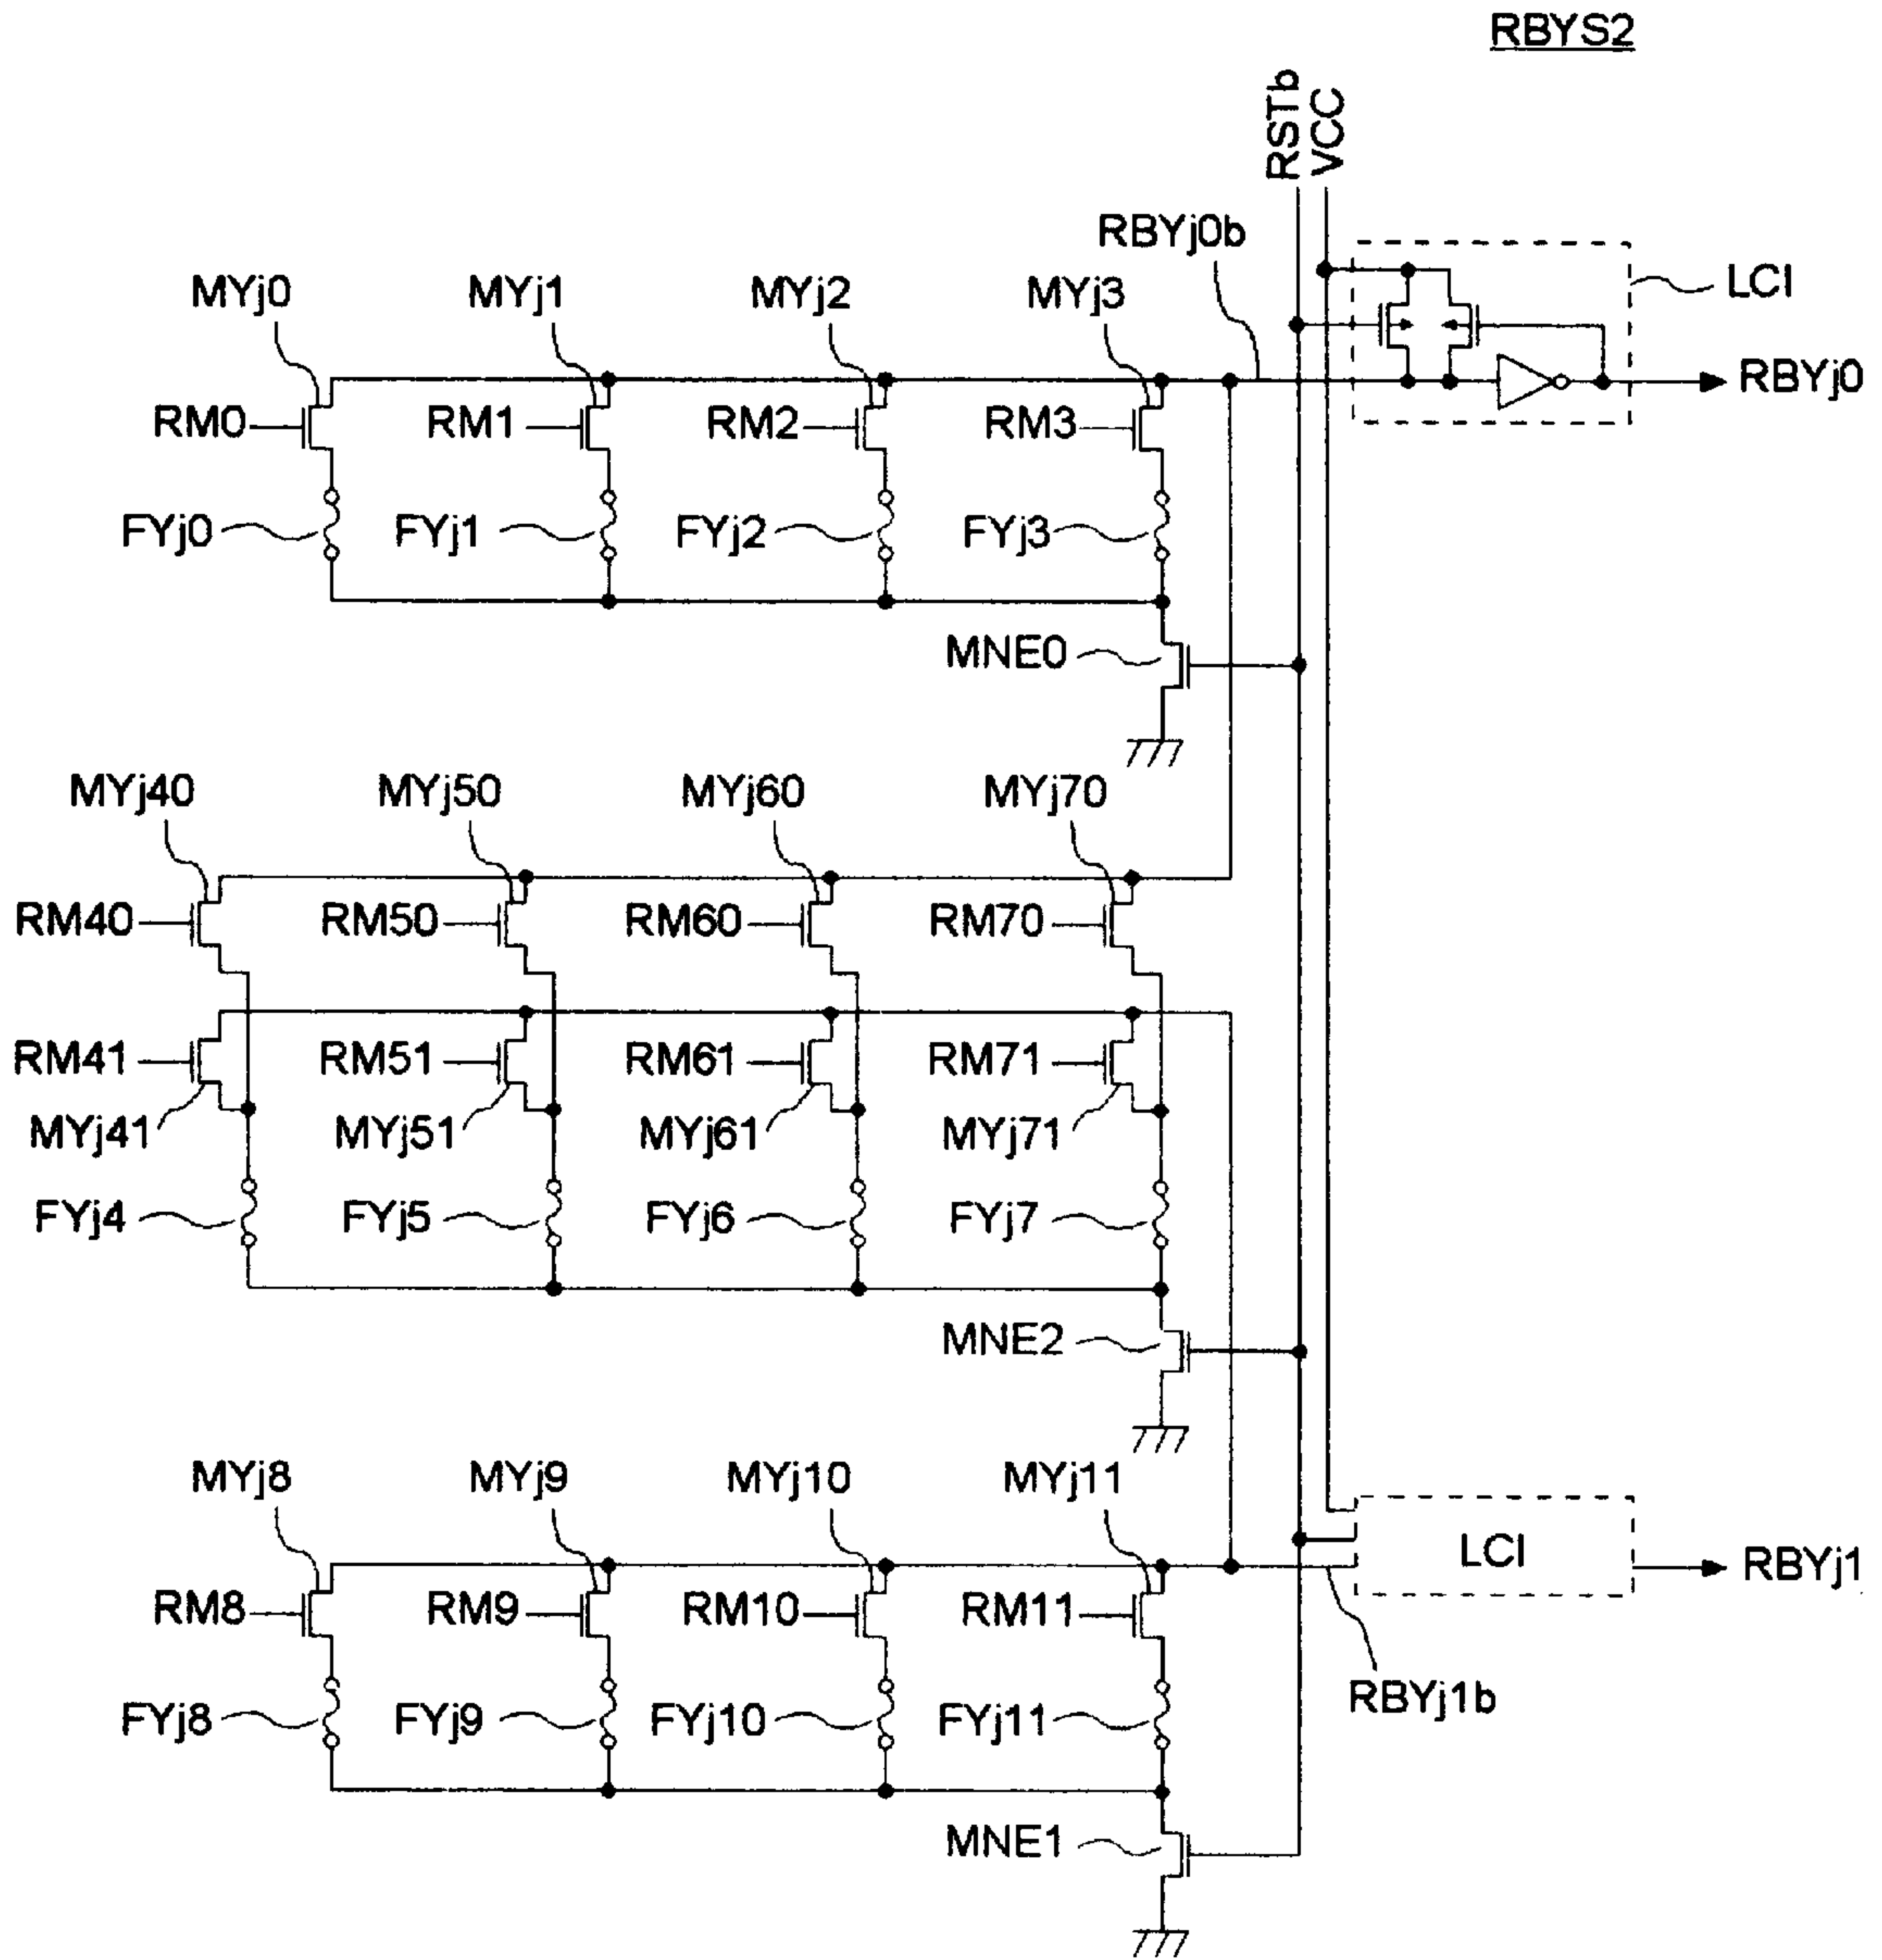 RBYS2
RSTb
VCC
RBYj0b
LCI
MYj0 MYj1 MYj2 MYj3
RBYj0
RM0 RM1 RM2 RM3
FYj0 FYj1 FYj2 FYj3
MNE0
MYj40 MYj50 MYj60 MYj70
RM40 RM50 RM60 RM70
RM41 RM51 RM61 RM71
MYj41 MYj51 MYj61 MYj71
FYj4 FYj5 FYj6 FYj7
MNE2
MYj8 MYj9 MYj10 MYj11
LCI
RBYj1
RM8 RM9 RM10 RM11
RBYj1b
FYj8 FYj9 FYj10 FYj11
MNE1